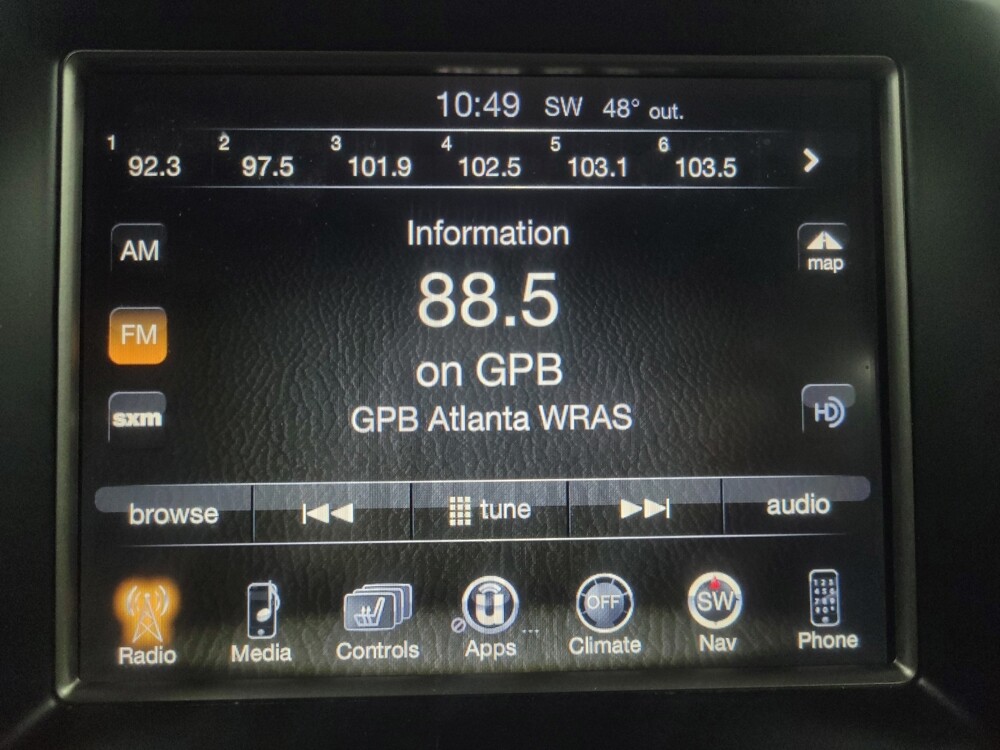 10:49 SW 48° out.
1 92.3 2 97.5 3 101.9 4 102.5 5 103.1 6 103.5
Information
AM
map
88.5
FM
on GPB
sxm
GPB Atlanta WRAS
HD
browse tune audio
OFF SW
Radio Media Controls Apps Climate Nav Phone